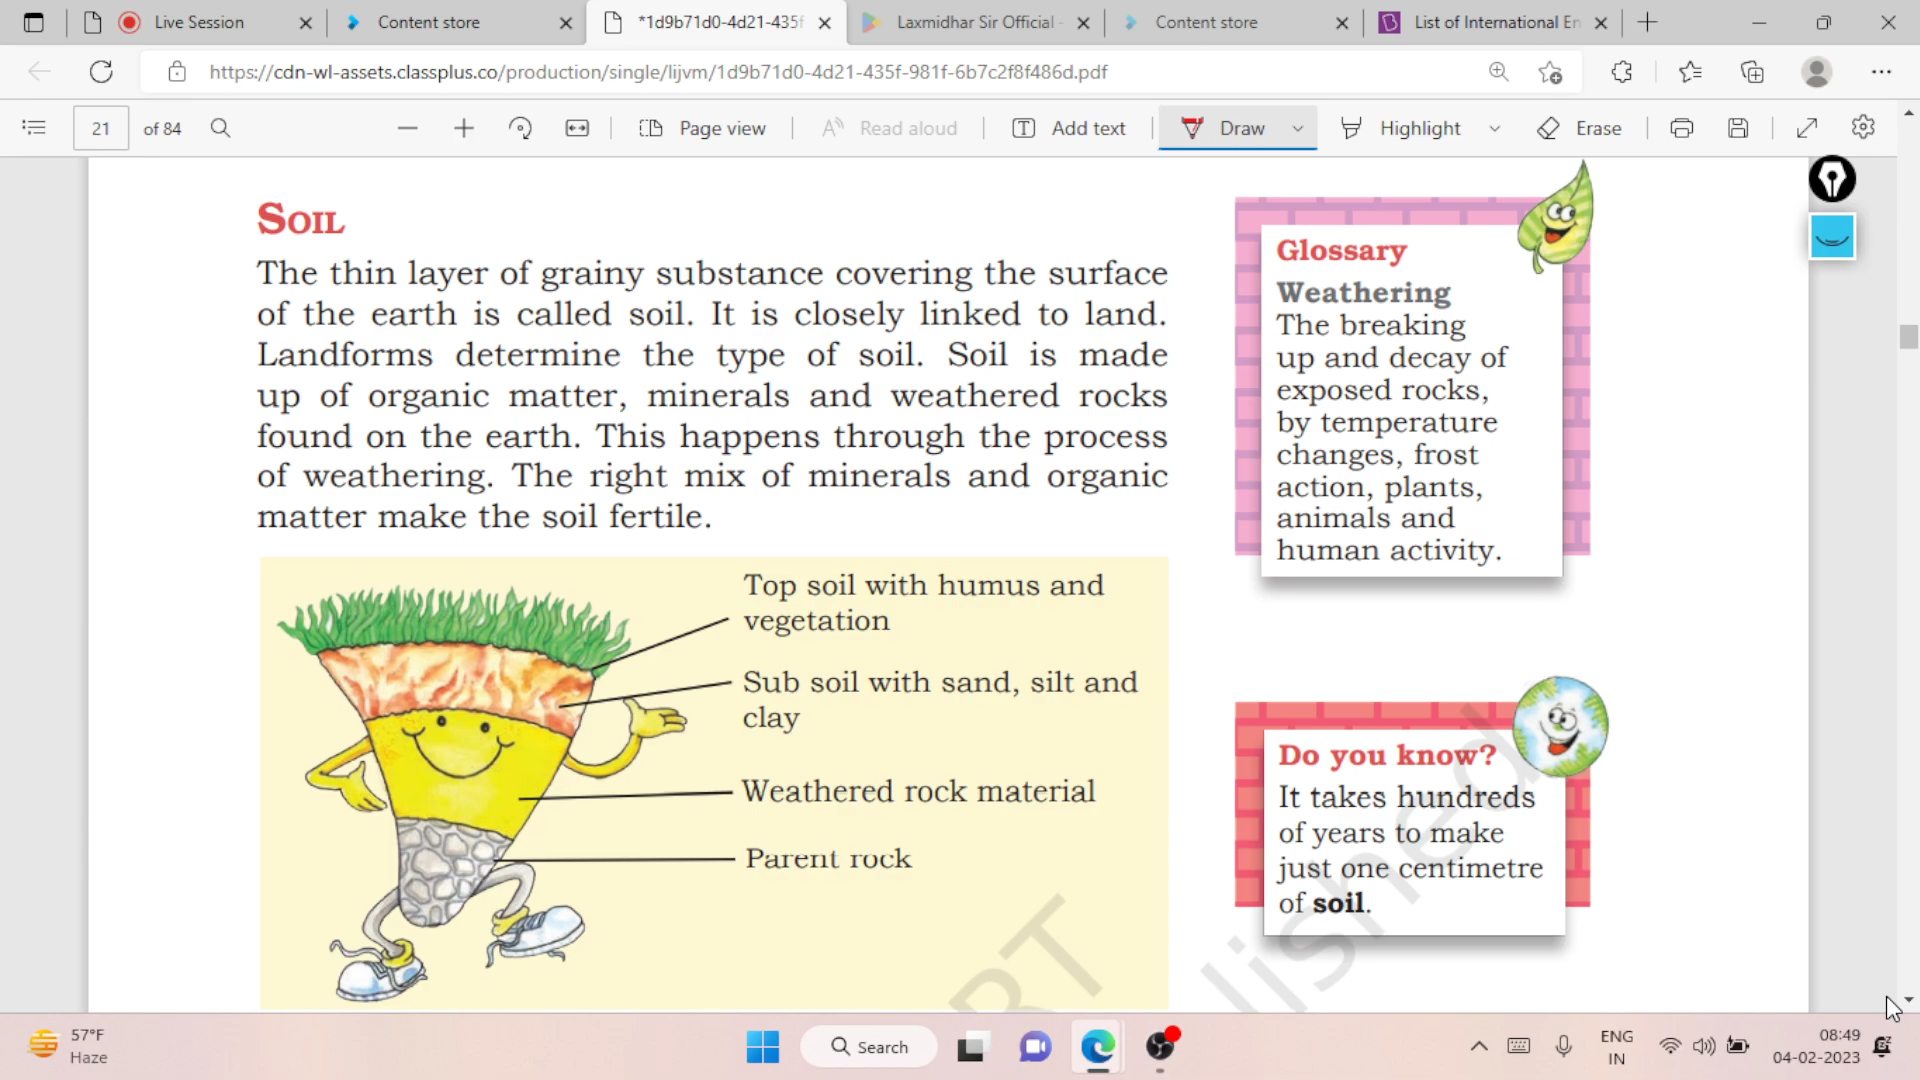 Live Session
Content store
*1d9b71d0-4d21-435f
Laxmidhar Sir Official -
Content store
List of International En
https://cdn-wl-assets.classplus.co/production/single/lijvm/1d9b71d0-4d21-435f-981f-6b7c2f8f486d.pdf
21 of 84
Page view
Read aloud
Add text
Draw
Highlight
Erase
SOIL
The thin layer of grainy substance covering the surface
of the earth is called soil. It is closely linked to land.
Landforms determine the type of soil. Soil is made
up of organic matter, minerals and weathered rocks
found on the earth. This happens through the process
of weathering. The right mix of minerals and organic
matter make the soil fertile.
Top soil with humus and
vegetation
Sub soil with sand, silt and
clay
Weathered rock material
Parent rock
Glossary
Weathering
The breaking
up and decay of
exposed rocks,
by temperature
changes, frost
action, plants,
animals and
human activity.
Do you know?
It takes hundreds
of years to make
just one centimetre
of soil.
RT
lished
57°F
Haze
Search
ENG
IN
08:49
04-02-2023